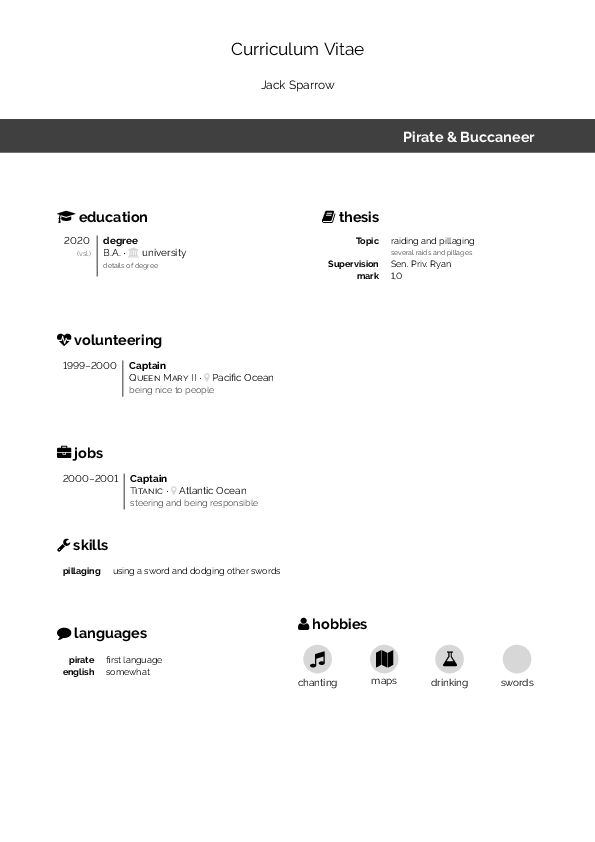 Curriculum Vitae
Jack Sparrow
Pirate & Buccaneer
education
2020 degree
(vsl.) B.A. · university
details of degree
thesis
Topic raiding and pillaging
several raids and pillages
Supervision Sen. Priv. Ryan
mark 1,0
volunteering
1999–2000 Captain
Queen Mary II · Pacific Ocean
being nice to people
jobs
2000–2001 Captain
Titanic · Atlantic Ocean
steering and being responsible
skills
pillaging using a sword and dodging other swords
languages
pirate first language
english somewhat
hobbies
chanting maps drinking swords